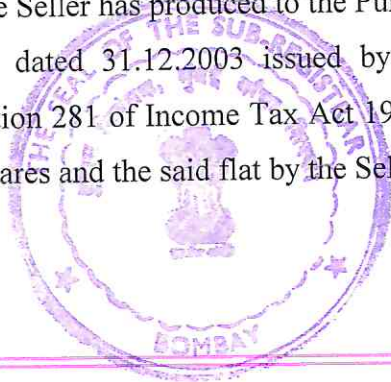 e Seller has produced to the Pu
dated 31.12.2003 issued by
tion 281 of Income Tax Act 19
ares and the said flat by the Sel
THE SEAL OF THE SUB-REGISTRAR
BOMBAY